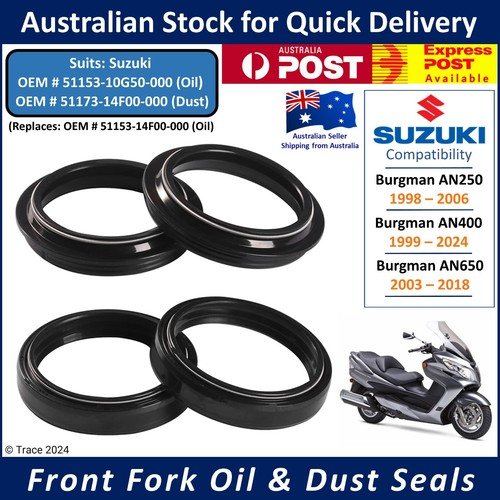 Australian Stock for Quick Delivery
Suits: Suzuki
OEM # 51153-10G50-000 (Oil)
OEM # 51173-14F00-000 (Dust)
(Replaces: OEM # 51153-14F00-000 (Oil)
AUSTRALIA
POST
EXPRESS
POST
Available
Australian Seller
Shipping from Australia
SUZUKI
Compatibility
Burgman AN250
1998 – 2006
Burgman AN400
1999 – 2024
Burgman AN650
2003 – 2018
© Trace 2024
Front Fork Oil & Dust Seals